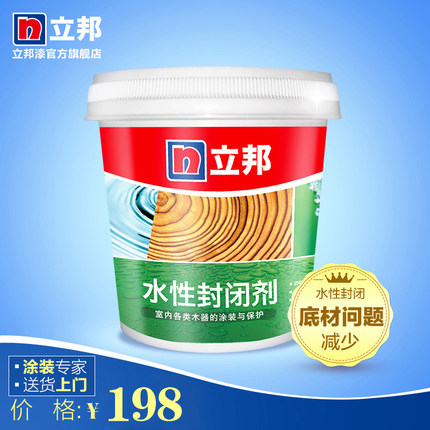 n 立邦
立邦漆官方旗舰店
n 立邦
水性封闭剂
室内各类木器的涂装与保护
水性封闭
底材问题
减少
涂装专家
送货上门
价 格:¥ 198